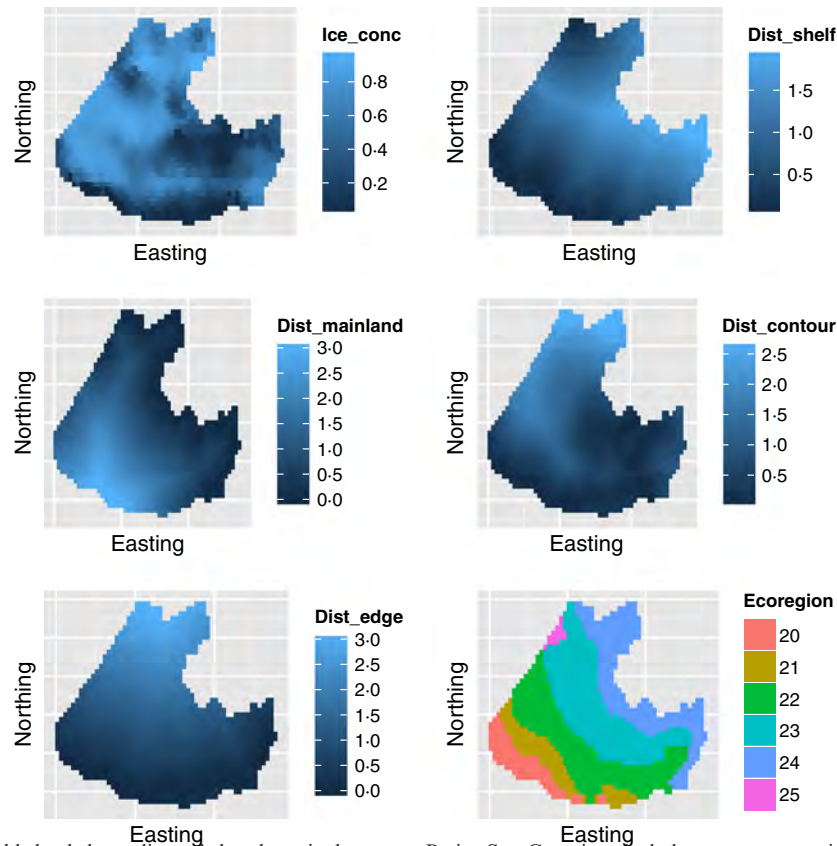 Ice_conc
0·8
0·6
0·4
0·2
Northing
Easting
Dist_shelf
1·5
1·0
0·5
Northing
Easting
Dist_mainland
3·0
2·5
2·0
1·5
1·0
0·5
0·0
Northing
Easting
Dist_contour
2·5
2·0
1·5
1·0
0·5
Northing
Easting
Dist_edge
3·0
2·5
2·0
1·5
1·0
0·5
0·0
Northing
Easting
Ecoregion
20
21
22
23
24
25
Northing
Easting